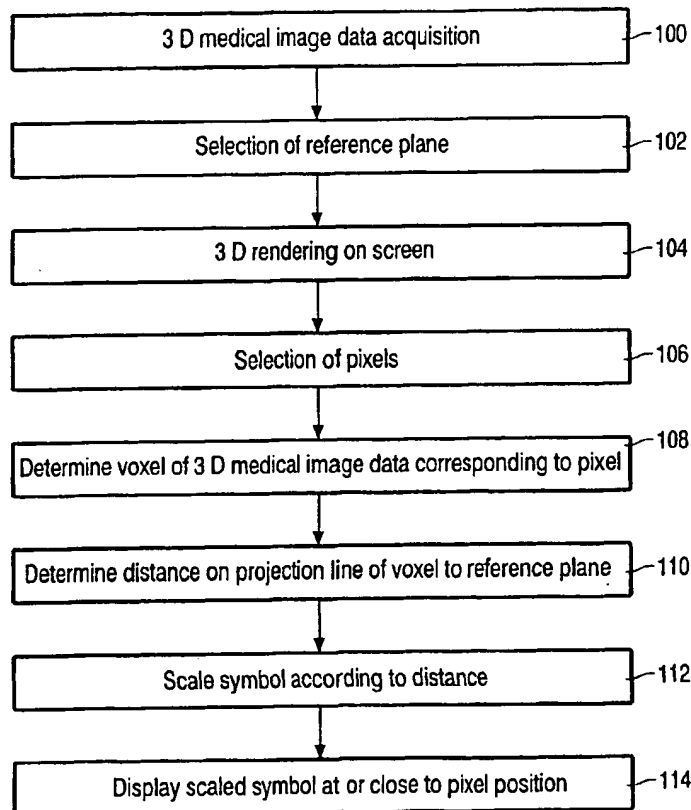 3 D medical image data acquisition 100
Selection of reference plane 102
3 D rendering on screen 104
Selection of pixels 106
Determine voxel of 3 D medical image data corresponding to pixel 108
Determine distance on projection line of voxel to reference plane 110
Scale symbol according to distance 112
Display scaled symbol at or close to pixel position 114